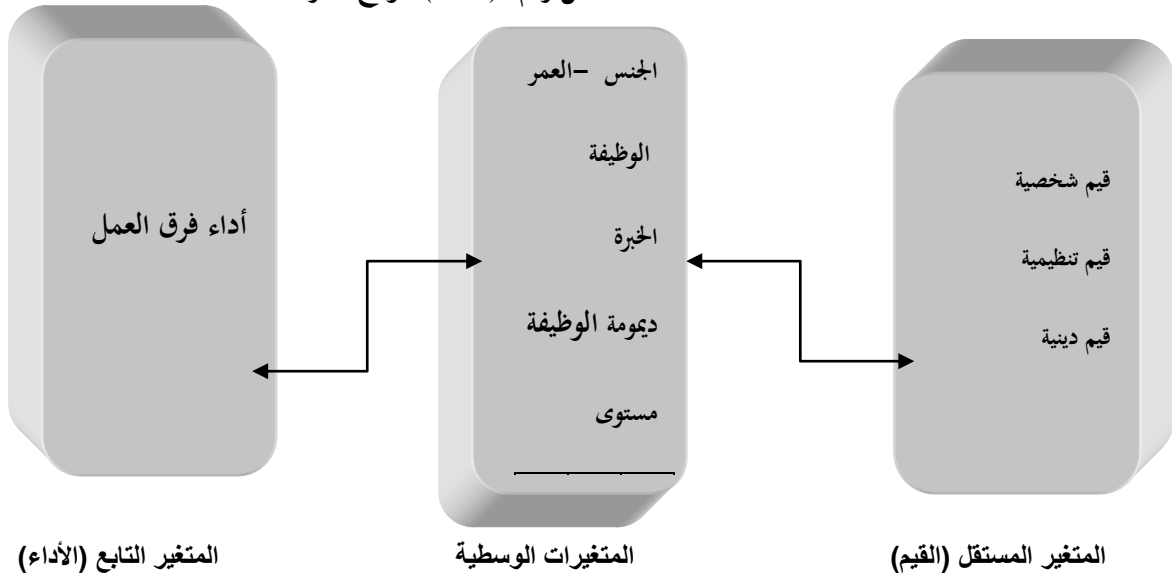 قيم شخصية
قيم تنظيمية
قيم دينية
الجنس –العمر
الوظيفة
الخبرة
ديمومة الوظيفة
مستوى
أداء فرق العمل
المتغير المستقل (القيم)
المتغيرات الوسطية
المتغير التابع (الأداء)